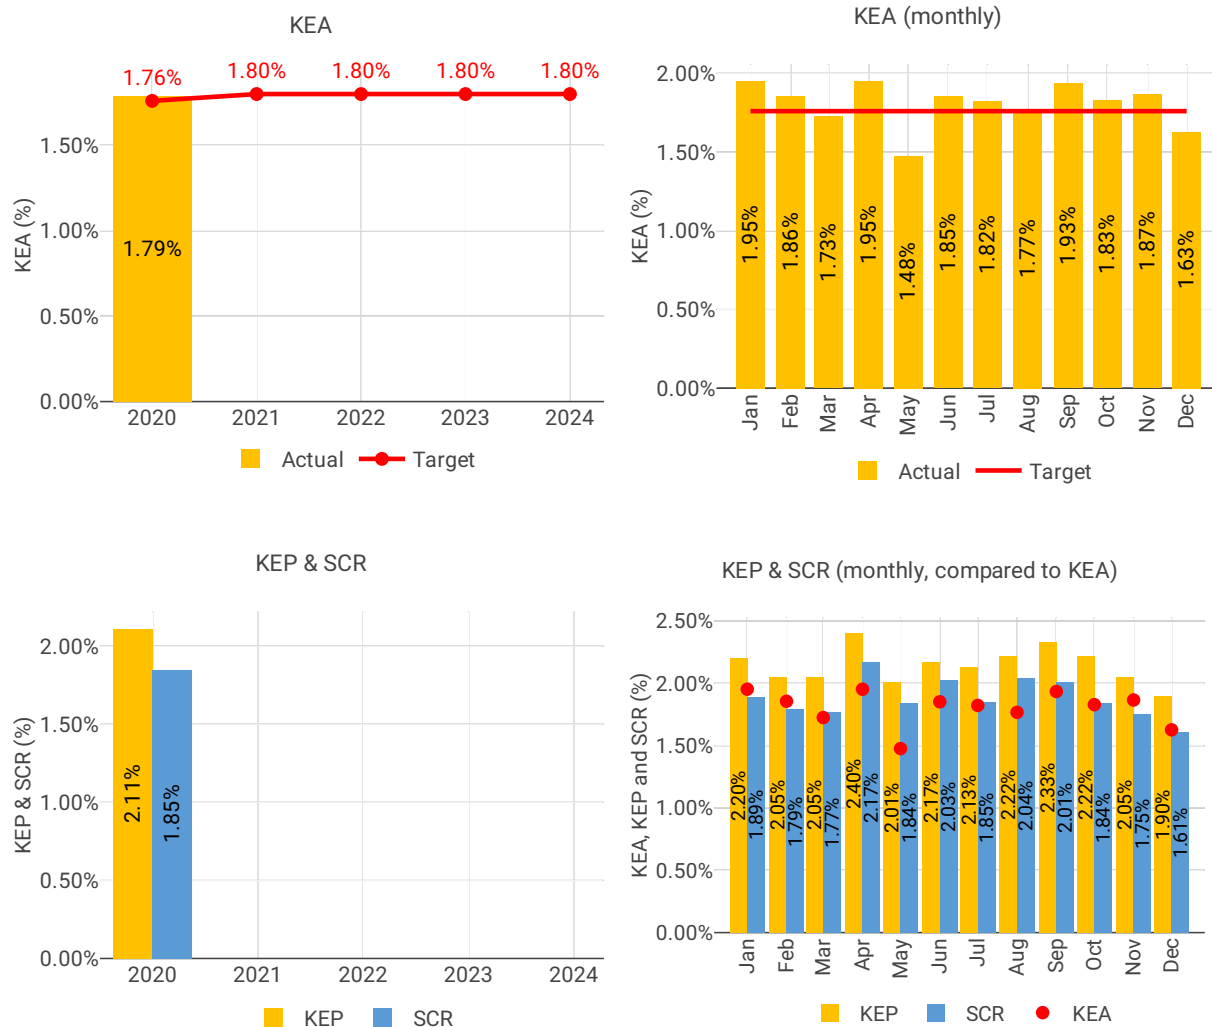 KEA
1.76% 1.80% 1.80% 1.80% 1.80%
1.50%
1.00%
0.50%
0.00%
KEA (%)
1.79%
2020 2021 2022 2023 2024
Actual Target
KEA (monthly)
2.00%
1.50%
1.00%
0.50%
0.00%
KEA (%)
1.95% 1.86% 1.73% 1.95% 1.48% 1.85% 1.82% 1.77% 1.93% 1.83% 1.87% 1.63%
Jan Feb Mar Apr May Jun Jul Aug Sep Oct Nov Dec
Actual Target
KEP & SCR
2.00%
1.50%
1.00%
0.50%
0.00%
KEP & SCR (%)
2.11% 1.85%
2020 2021 2022 2023 2024
KEP SCR
KEP & SCR (monthly, compared to KEA)
2.50%
2.00%
1.50%
1.00%
0.50%
0.00%
KEA, KEP and SCR (%)
2.20% 1.89% 2.05% 1.79% 2.05% 1.77% 2.40% 2.17% 2.01% 1.84% 2.17% 2.03% 2.13% 1.85% 2.22% 2.04% 2.33% 2.01% 2.22% 1.84% 2.05% 1.75% 1.90% 1.61%
Jan Feb Mar Apr May Jun Jul Aug Sep Oct Nov Dec
KEP SCR KEA